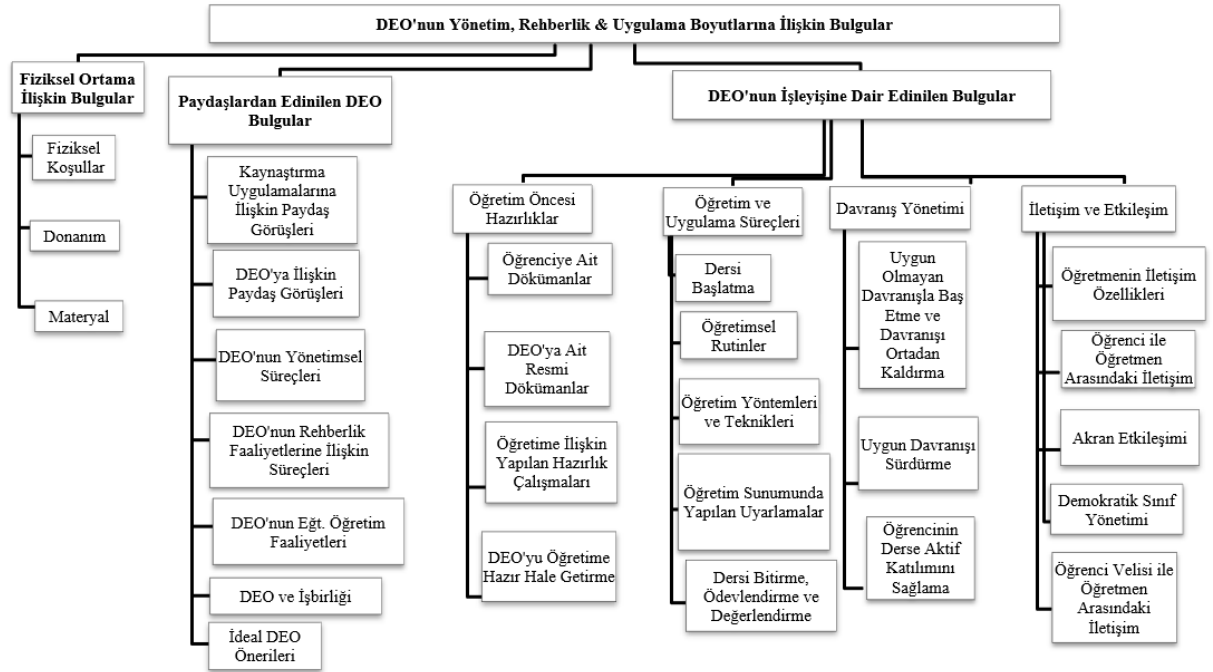 DEO'nun Yönetim, Rehberlik & Uygulama Boyutlarına İlişkin Bulgular
Fiziksel Ortama
İlişkin Bulgular
Fiziksel
Koşullar
Donanım
Materyal
Paydaşlardan Edinilen DEO
Bulgular
Kaynaştırma
Uygulamalarına
İlişkin Paydaş
Görüşleri
DEO'ya İlişkin
Paydaş Görüşleri
DEO'nun Yönetimsel
Süreçleri
DEO'nun Rehberlik
Faaliyetlerine İlişkin
Süreçleri
DEO'nun Eğt. Öğretim
Faaliyetleri
DEO ve İşbirliği
İdeal DEO
Önerileri
DEO'nun İşleyişine Dair Edinilen Bulgular
Öğretim Öncesi
Hazırlıklar
Öğrenciye Ait
Dökümanlar
DEO'ya Ait
Resmi
Dökümanlar
Öğretime İlişkin
Yapılan Hazırlık
Çalışmaları
DEO'yu Öğretime
Hazır Hale Getirme
Öğretim ve
Uygulama Süreçleri
Dersi
Başlatma
Öğretimsel
Rutinler
Öğretim Yöntemleri
ve Teknikleri
Öğretim Sunumunda
Yapılan Uyarlamalar
Dersi Bitirme,
Ödevlendirme ve
Değerlendirme
Davranış Yönetimi
Uygun
Olmayan
Davranışla Baş
Etme ve
Davranışı
Ortadan
Kaldırma
Uygun Davranışı
Sürdürme
Öğrencinin
Derse Aktif
Katılımını
Sağlama
İletişim ve Etkileşim
Öğretmenin İletişim
Özellikleri
Öğrenci ile
Öğretmen
Arasındaki İletişim
Akran Etkileşimi
Demokratik Sınıf
Yönetimi
Öğrenci Velisi ile
Öğretmen
Arasındaki
İletişim